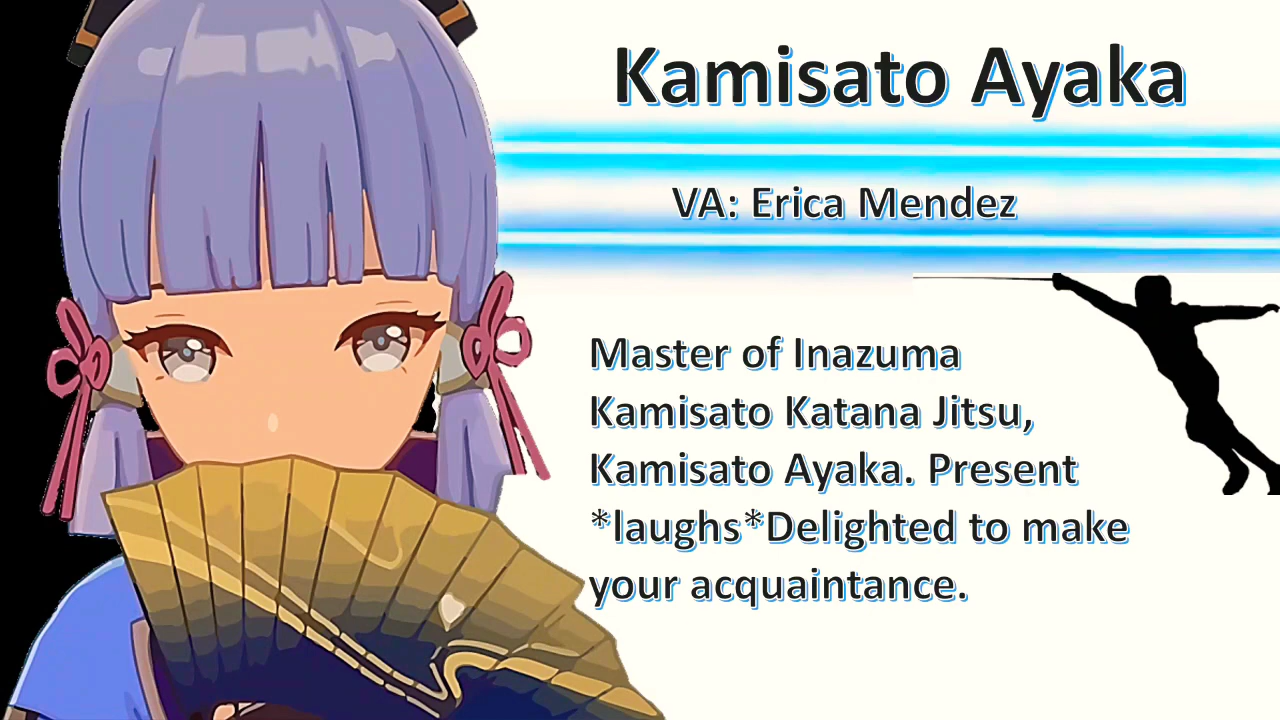 Kamisato Ayaka
VA: Erica Mendez
Master of Inazuma
Kamisato Katana Jitsu,
Kamisato Ayaka. Present
*laughs*Delighted to make
your acquaintance.